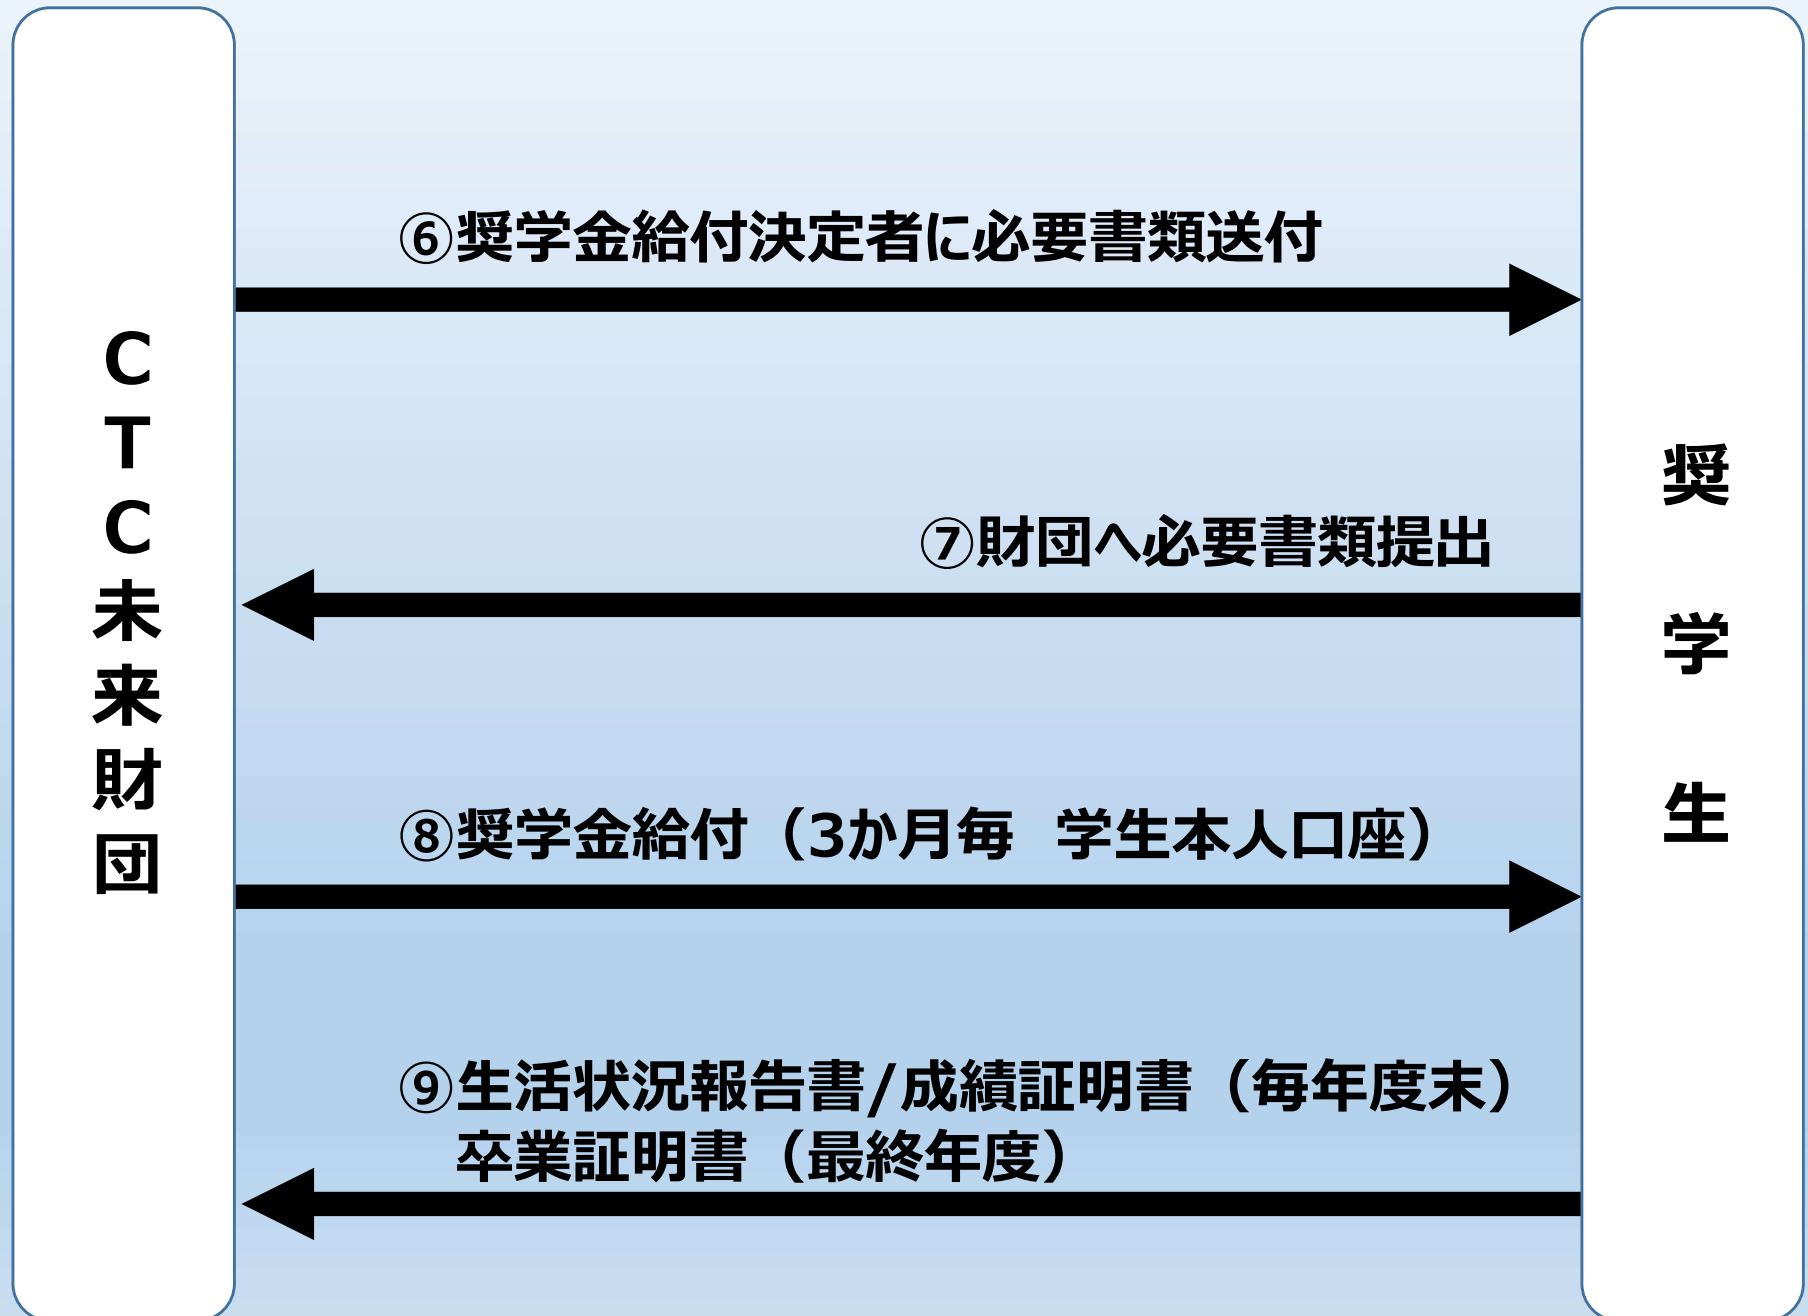 CTC未来財団
⑥奨学金給付決定者に必要書類送付
⑦財団へ必要書類提出
⑧奨学金給付（3か月毎　学生本人口座）
⑨生活状況報告書/成績証明書（毎年度末）
卒業証明書（最終年度）
奨学生